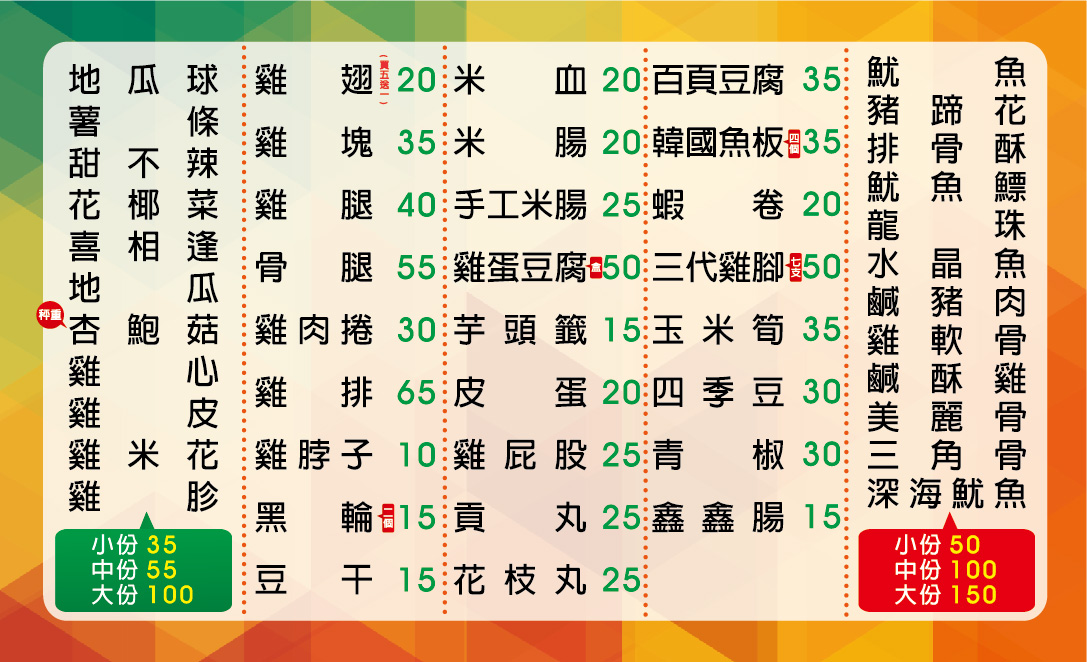 地瓜球
薯條
甜不辣
花椰菜
喜相逢
地瓜
秤重
杏鮑菇
雞心
雞皮
雞米花
雞胗
小份 35
中份 55
大份 100
雞翅(買五送一) 20
雞塊 35
雞腿 40
骨腿 55
雞肉捲 30
雞排 65
雞脖子 10
黑輪 二個 15
豆干 15
米血 20
米腸 20
手工米腸 25
雞蛋豆腐 盒 50
芋頭籤 15
皮蛋 20
雞屁股 25
貢丸 25
花枝丸 25
百頁豆腐 35
韓國魚板 四個 35
蝦卷 20
三代雞腳 七支 50
玉米筍 35
四季豆 30
青椒 30
鑫鑫腸 15
魷魚
豬蹄花
排骨酥
魷魚鰾
龍珠
水晶魚
鹹豬肉
雞軟骨
鹹酥雞
美麗骨
三角骨
深海魷魚
小份 50
中份 100
大份 150